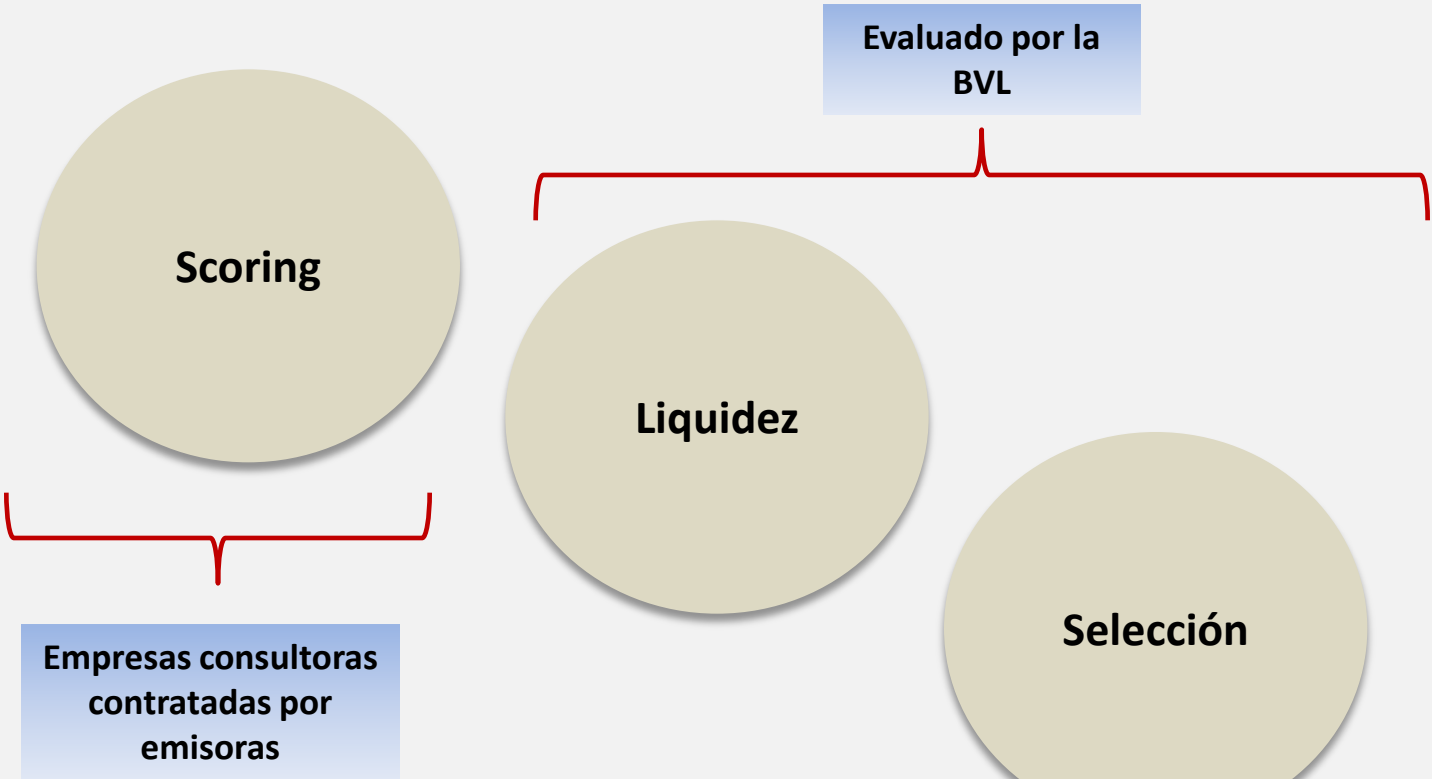 Evaluado por la
BVL
Scoring
Liquidez
Selección
Empresas consultoras
contratadas por
emisoras